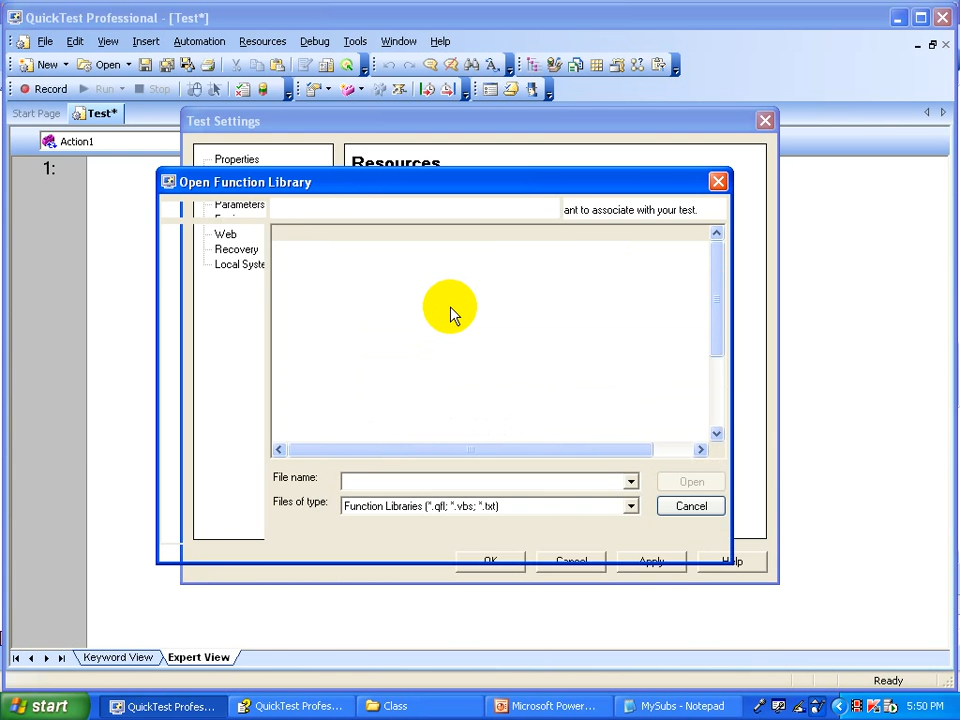 QuickTest Professional - [Test*]
File Edit View Insert Automation Resources Debug Tools Window Help
New Open
Record Run Stop
Start Page Test*
Action1
1:
Test Settings
Properties
Resources
Open Function Library
Parameters
ant to associate with your test.
Web
Recovery
Local Syste
File name:
Open
Files of type: Function Libraries (*.qfl; *.vbs; *.txt)
Cancel
OK Cancel Apply Help
Keyword View Expert View
Ready
start QuickTest Profes... QuickTest Profes... Class Microsoft Power... MySubs - Notepad 5:50 PM